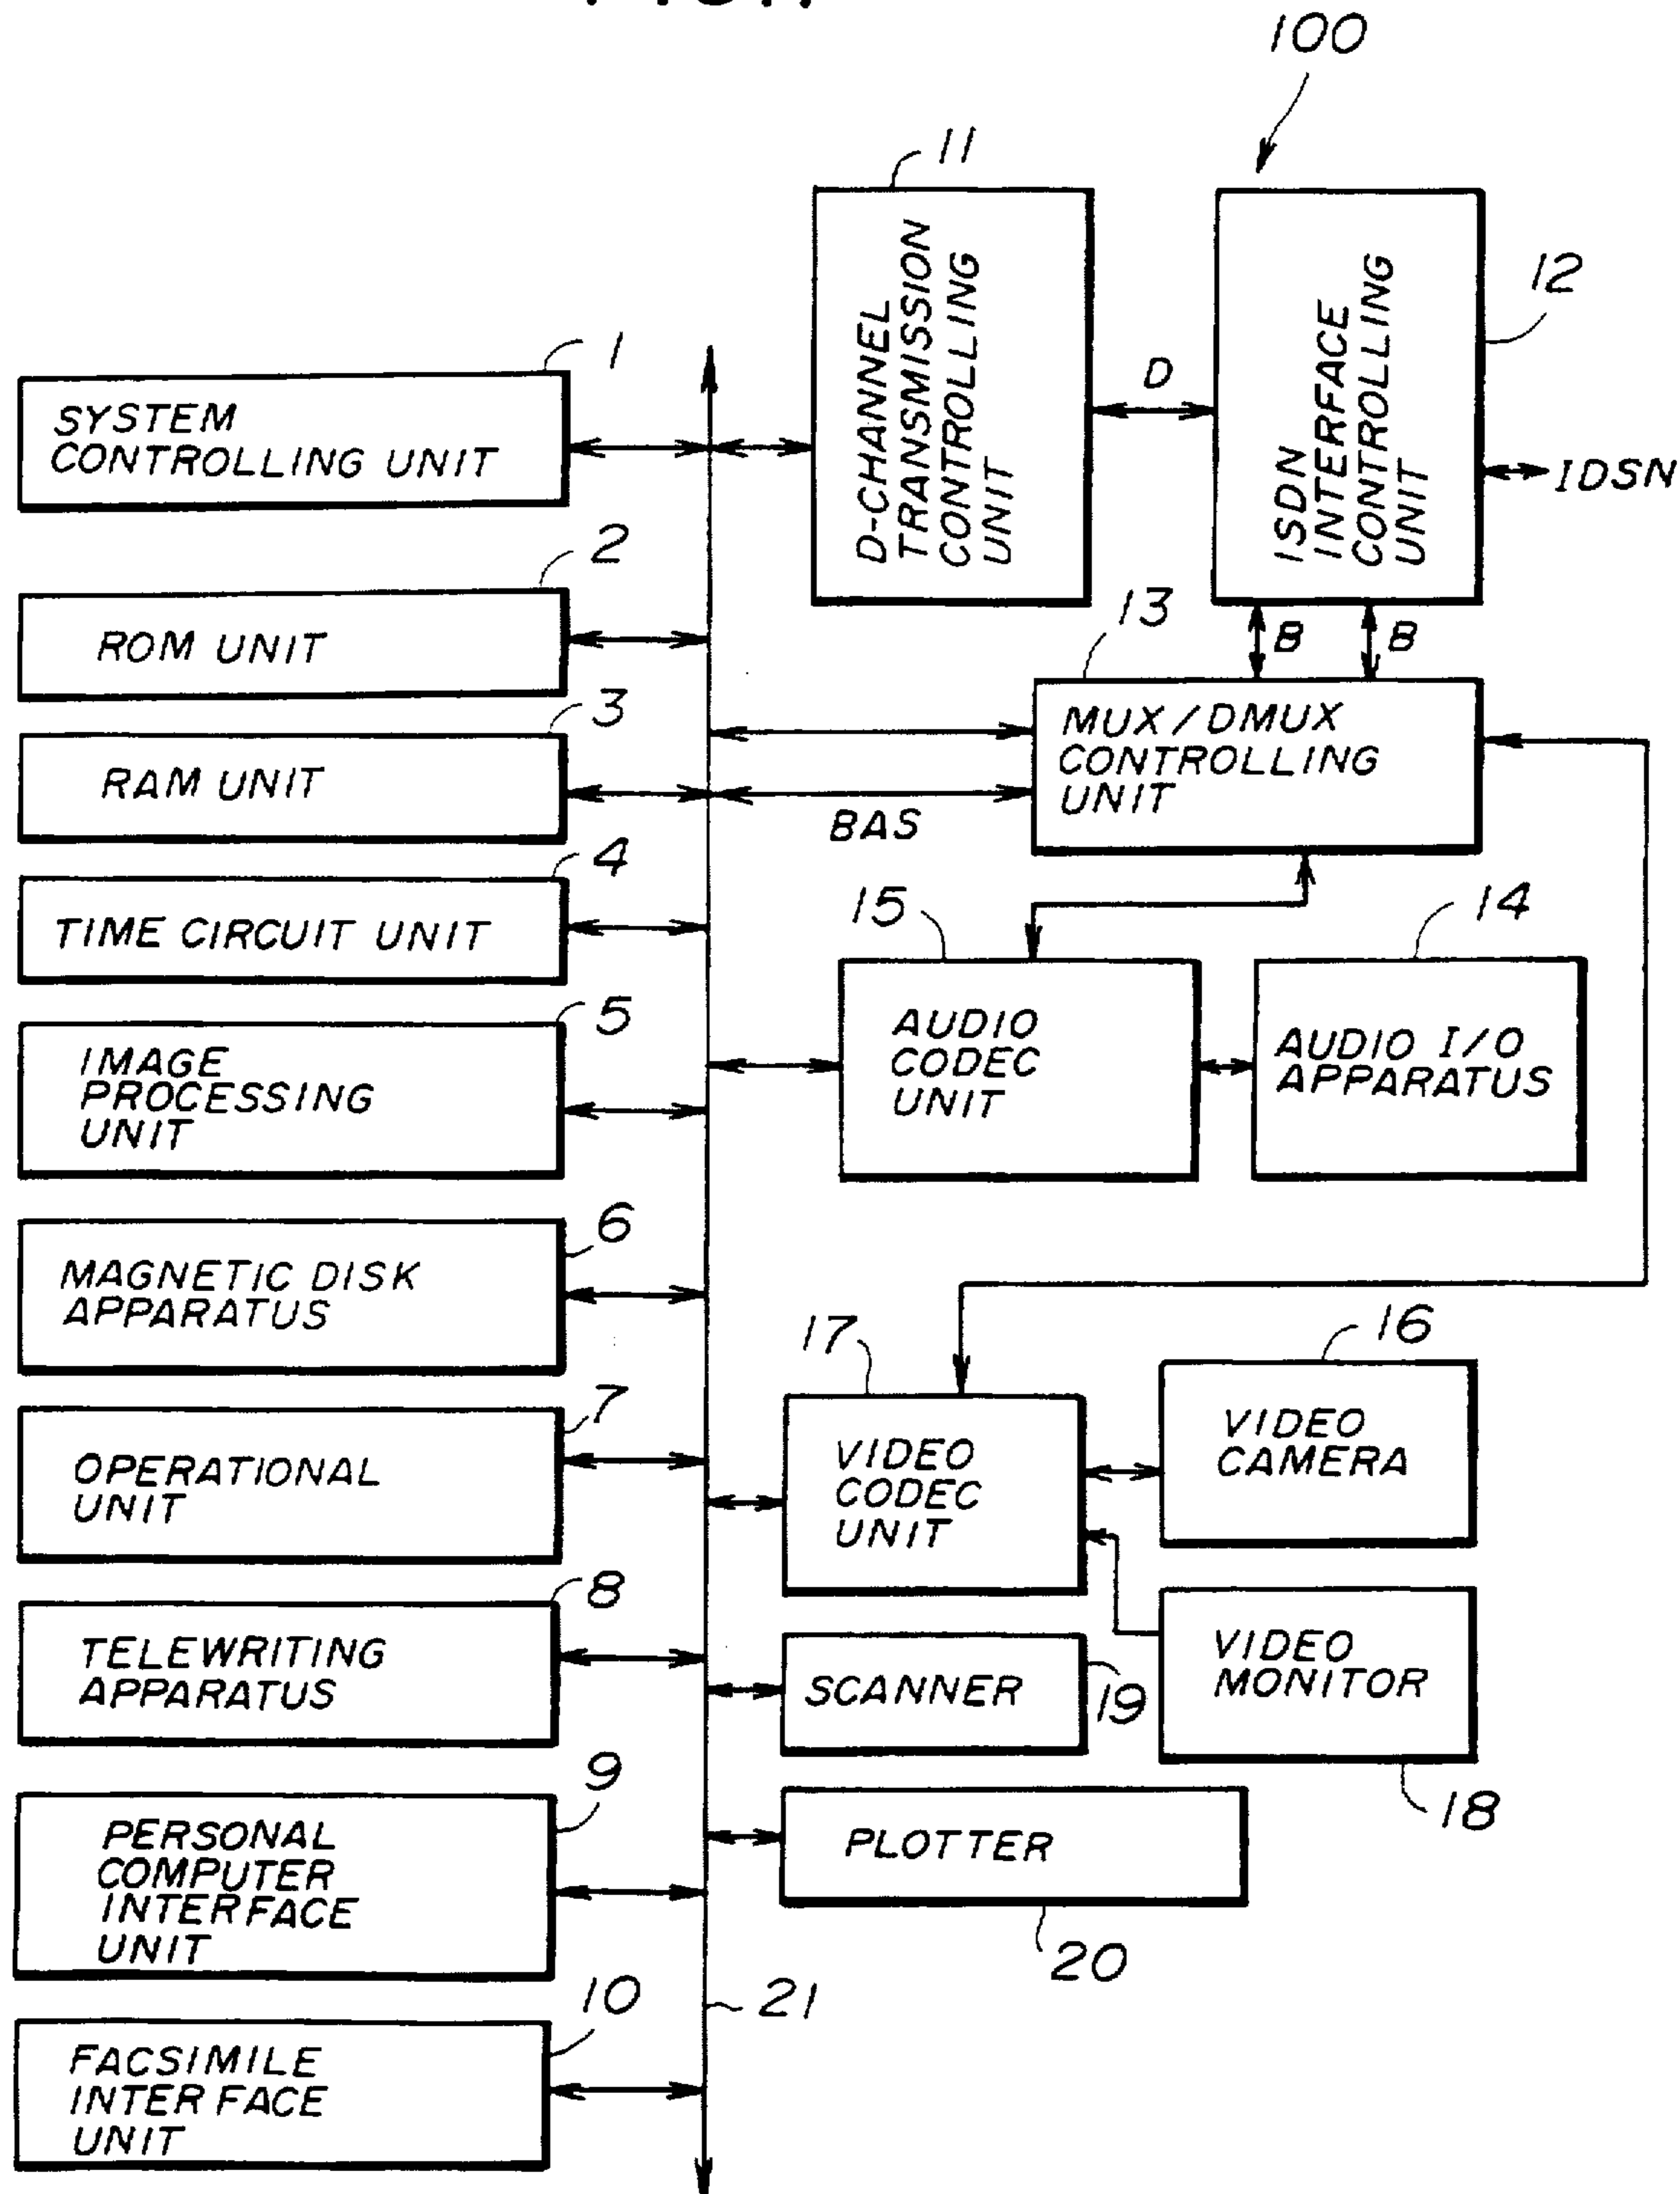 100
11
D-CHANNEL
TRANSMISSION
CONTROLLING
UNIT
ISDN
INTERFACE
CONTROLLING
UNIT
12
D
IDSN
1
SYSTEM
CONTROLLING UNIT
2
ROM UNIT
13
B
B
MUX/DMUX
CONTROLLING
UNIT
3
RAM UNIT
BAS
4
TIME CIRCUIT UNIT
15
14
AUDIO
CODEC
UNIT
AUDIO I/O
APPARATUS
5
IMAGE
PROCESSING
UNIT
6
MAGNETIC DISK
APPARATUS
17
16
VIDEO
CODEC
UNIT
VIDEO
CAMERA
7
OPERATIONAL
UNIT
8
TELEWRITING
APPARATUS
SCANNER
19
VIDEO
MONITOR
18
9
PERSONAL
COMPUTER
INTERFACE
UNIT
PLOTTER
20
10
21
FACSIMILE
INTERFACE
UNIT